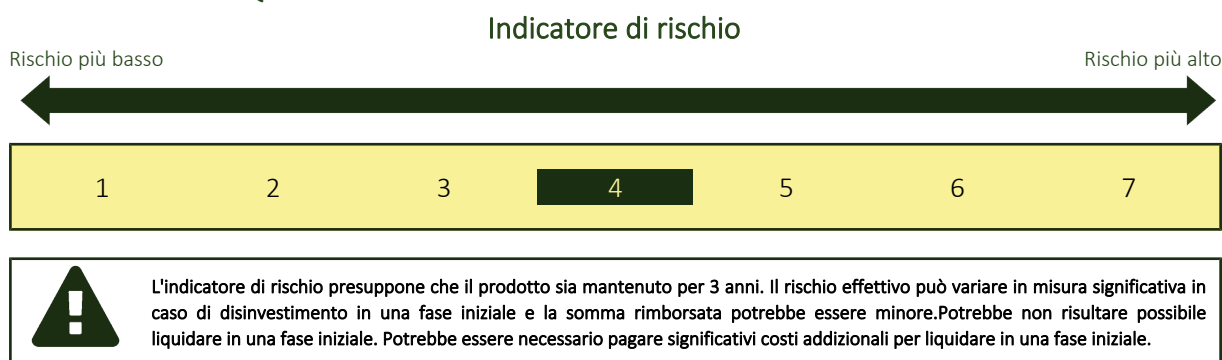 Indicatore di rischio
Rischio più basso
Rischio più alto
1 2 3 4 5 6 7
L'indicatore di rischio presuppone che il prodotto sia mantenuto per 3 anni. Il rischio effettivo può variare in misura significativa in
caso di disinvestimento in una fase iniziale e la somma rimborsata potrebbe essere minore.Potrebbe non risultare possibile
liquidare in una fase iniziale. Potrebbe essere necessario pagare significativi costi addizionali per liquidare in una fase iniziale.